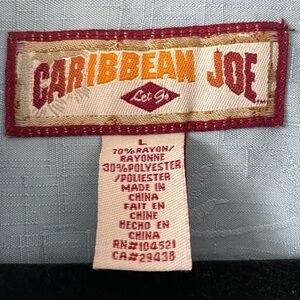 CARIBBEAN JOE
Let Go
TM
L
70% RAYON/
RAYONNE
30% POLYESTER
/POLIESTER
MADE IN
CHINA
FAIT EN
CHINE
HECHO EN
CHINA
RN#104521
CA#29438